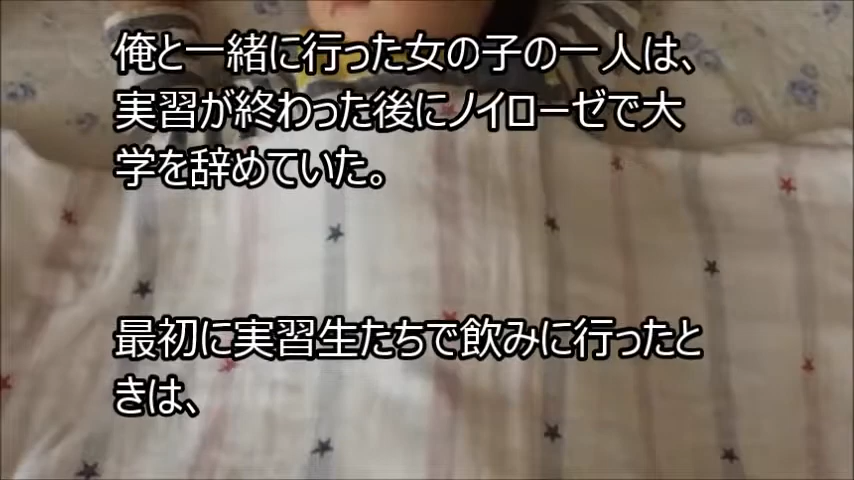 俺と一緒に行った女の子の一人は、
実習が終わった後にノイローゼで大
学を辞めていた。
最初に実習生たちで飲みに行ったと
きは、